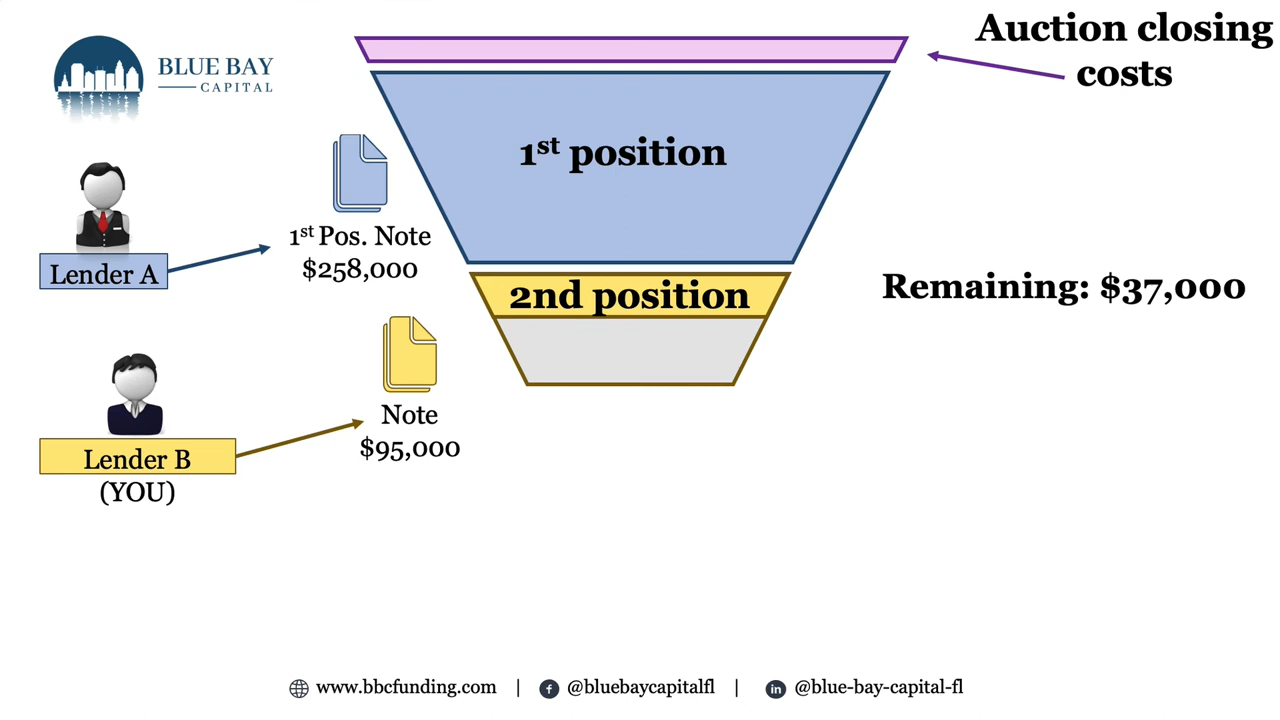 BLUE BAY
CAPITAL
Auction closing
costs
1st position
1st Pos. Note
$258,000
Lender A
2nd position
Remaining: $37,000
Note
$95,000
Lender B
(YOU)
www.bbcfunding.com | @bluebaycapitalfl | @blue-bay-capital-fl